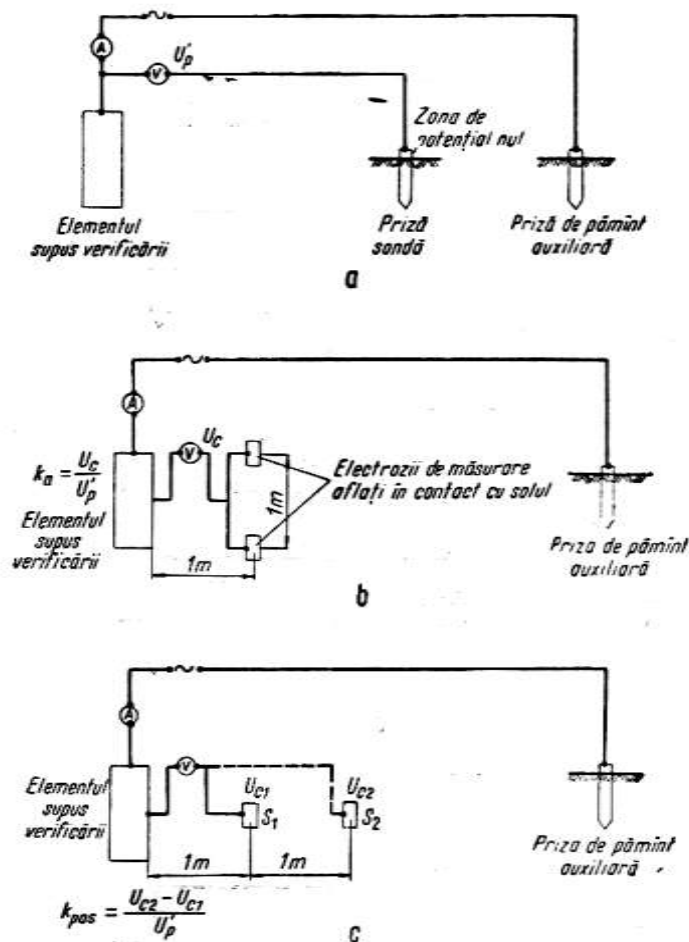 A
V
U'p
Zona de
potențial nul
Elementul
supus verificării
Priză
sondă
Priză de pămînt
auxiliară
a
A
V
Uc
ka = Uc / U'p
Electrozii de măsurare
aflați în contact cu solul
1m
Elementul
supus
verificării
1m
Priza de pămînt
auxiliară
b
A
V
Uc1
Uc2
S1
S2
Elementul
supus
verificării
1m
1m
Priza de pămînt
auxiliară
kpas = Uc2 - Uc1 / U'p
c